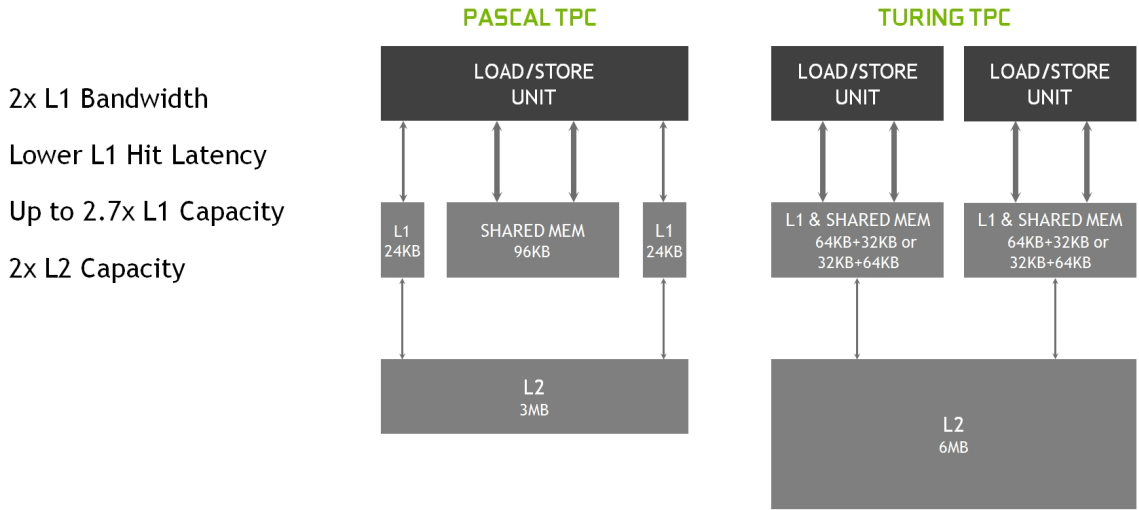 PASCAL TPC
TURING TPC
2x L1 Bandwidth
Lower L1 Hit Latency
Up to 2.7x L1 Capacity
2x L2 Capacity
LOAD/STORE
UNIT
L1
24KB
SHARED MEM
96KB
L1
24KB
L2
3MB
LOAD/STORE
UNIT
LOAD/STORE
UNIT
L1 & SHARED MEM
64KB+32KB or
32KB+64KB
L1 & SHARED MEM
64KB+32KB or
32KB+64KB
L2
6MB